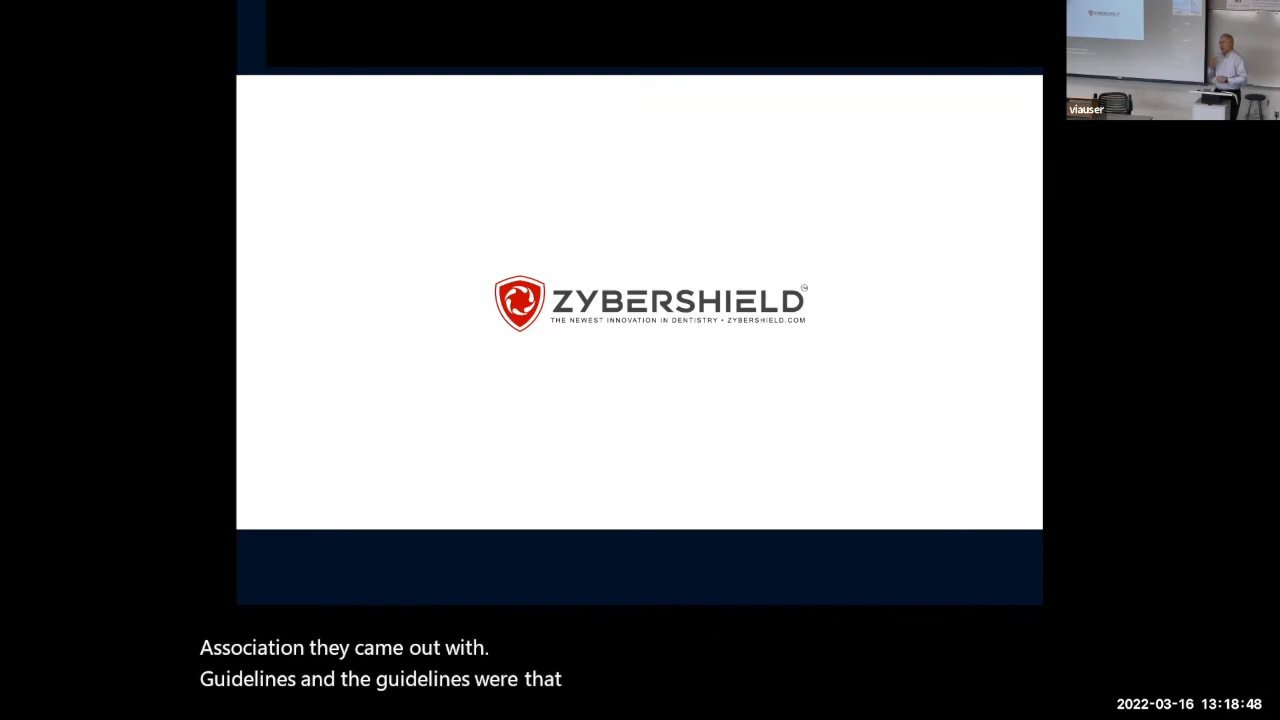 ZYBERSHIELD
THE NEWEST INNOVATION IN DENTISTRY • ZYBERSHIELD.COM
viauser
Association they came out with.
Guidelines and the guidelines were that
2022-03-16 13:18:48